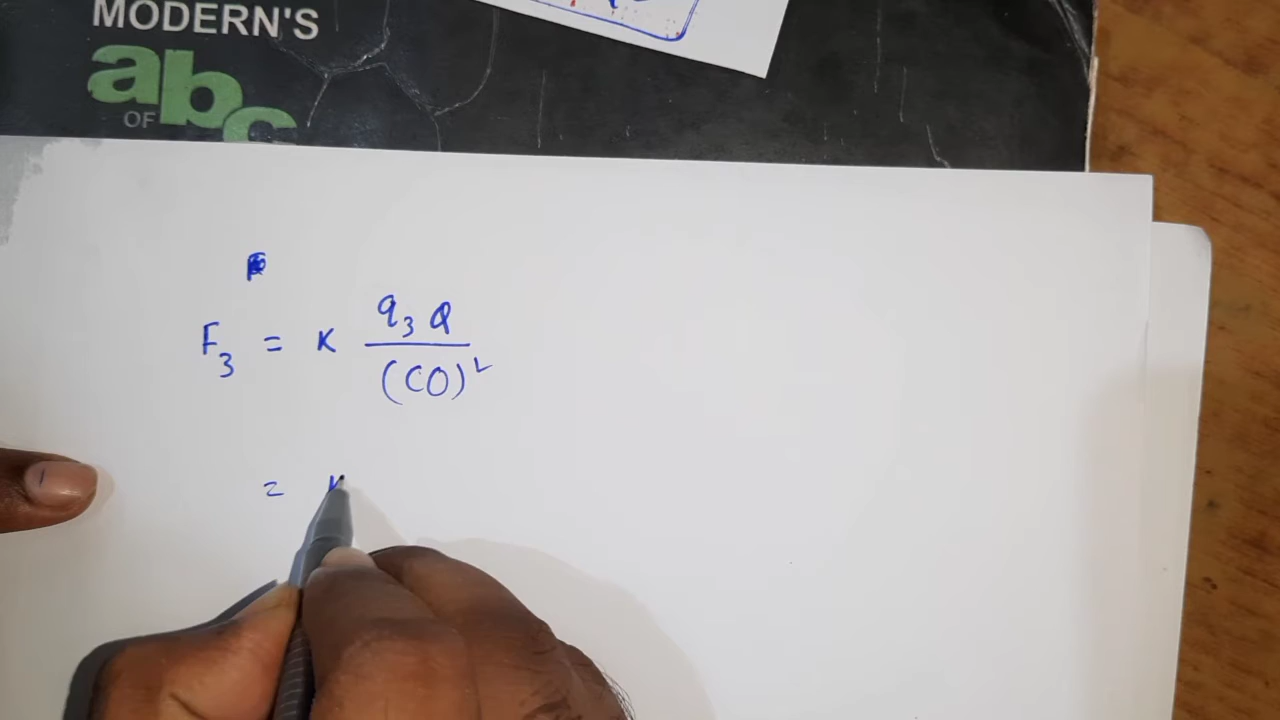 MODERN'S
abc
OF
F₃ = K q₃ Q / (CO)²
= K